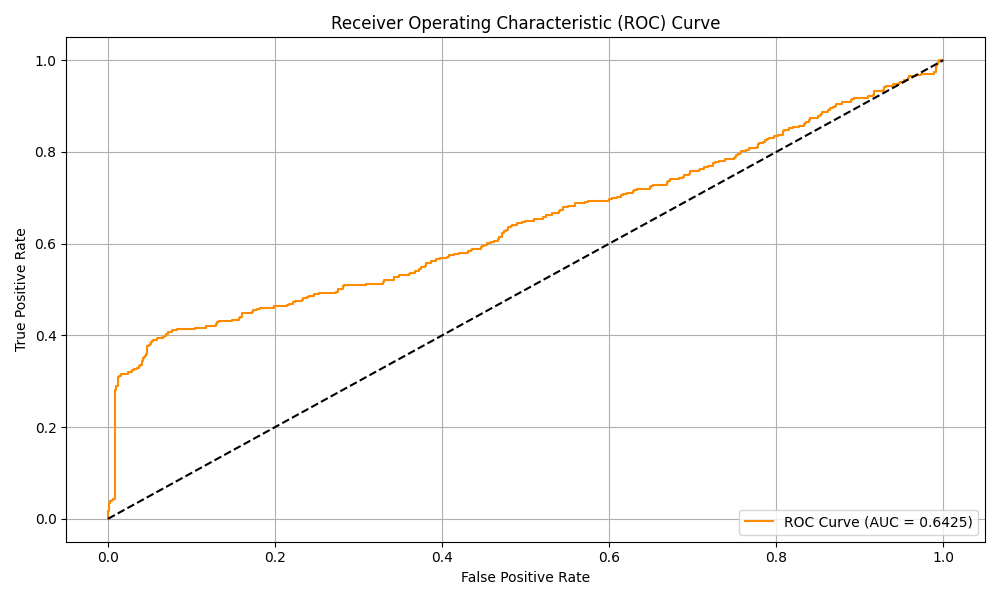 Receiver Operating Characteristic (ROC) Curve
True Positive Rate
1.0
0.8
0.6
0.4
0.2
0.0
ROC Curve (AUC = 0.6425)
0.0 0.2 0.4 0.6 0.8 1.0
False Positive Rate